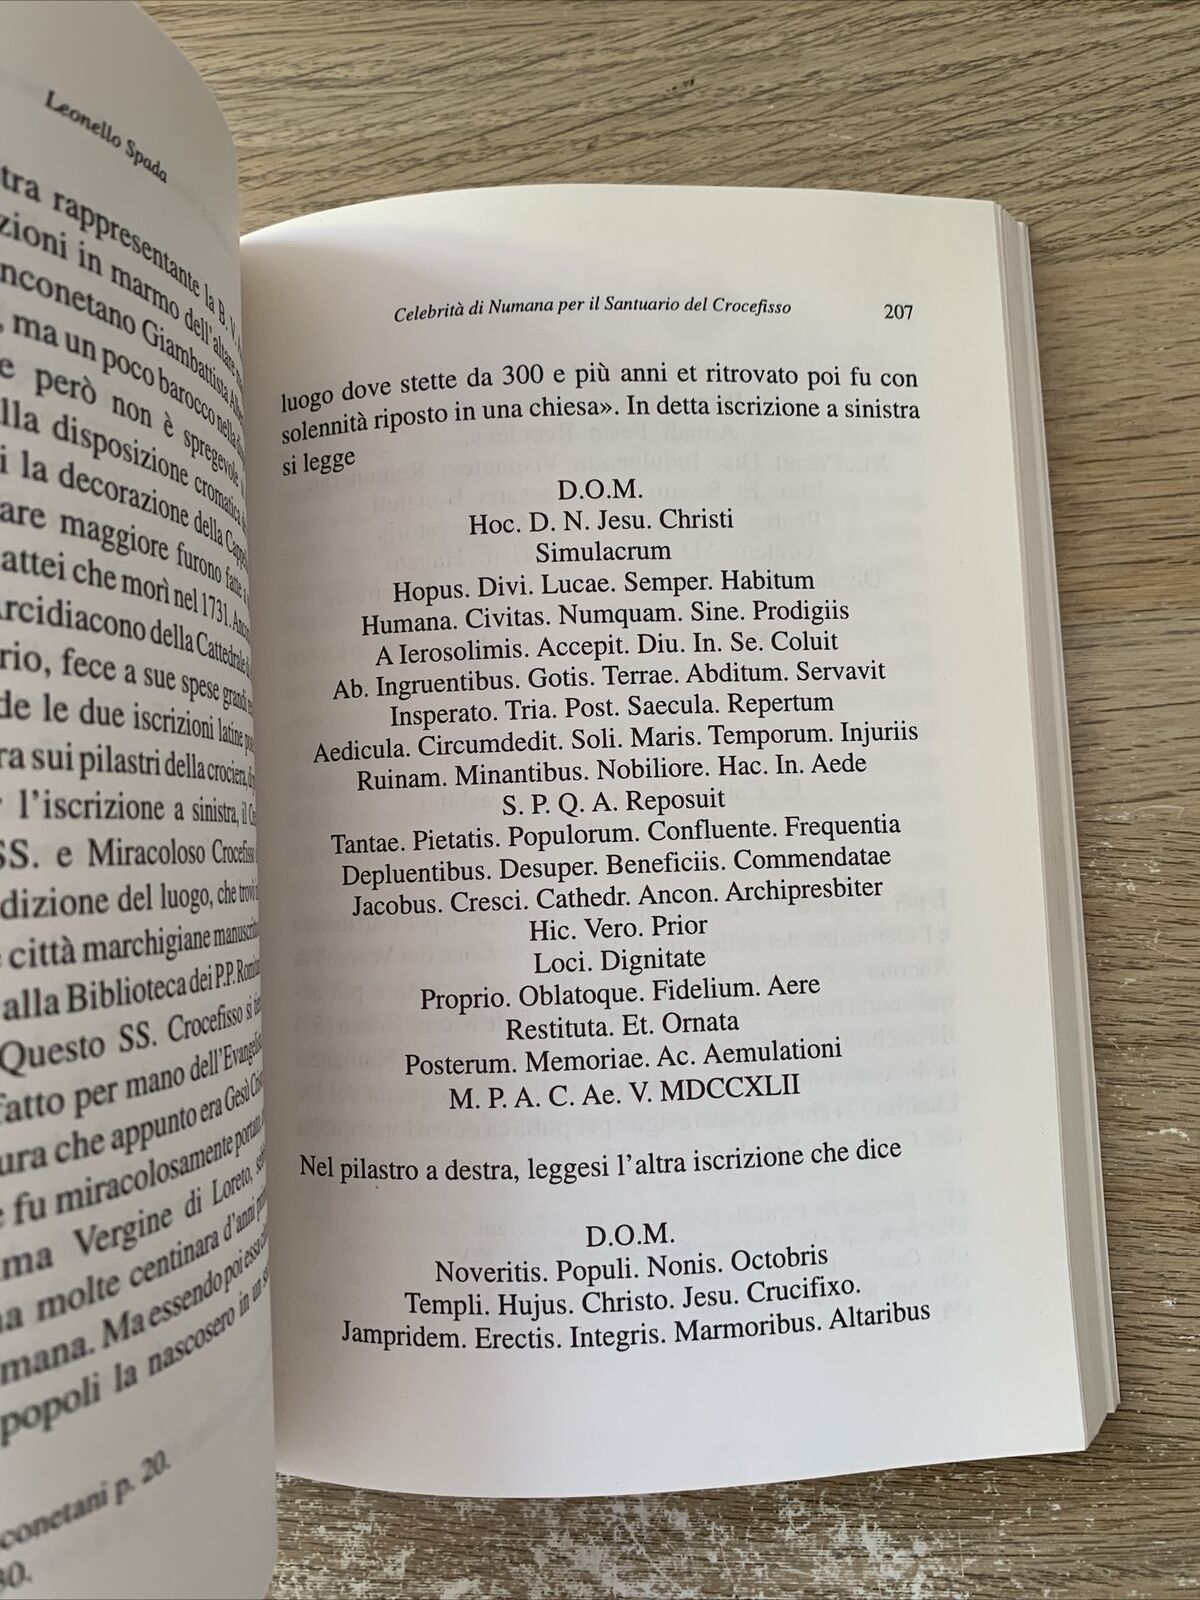 Leonello Spada
tra rappresentante la B. V.
zioni in marmo dell'altare
nconetano Giambattista
, ma un poco barocco nella
e però non è spregevole
lla disposizione cromatica
i la decorazione della
are maggiore furono fatte
attei che morì nel 1731.
Arcidiacono della Cattedrale
rio, fece a sue spese grandi
de le due iscrizioni latine
ra sui pilastri della crociera,
l'iscrizione a sinistra, il
SS. e Miracoloso Crocefisso
dizione del luogo, che
città marchigiane
alla Biblioteca dei P.P.
Questo SS. Crocefisso si
fatto per mano dell'
ura che appunto era Gesù
e fu miracolosamente
ma Vergine di Loreto,
na molte centinara d'anni
mana. Ma essendo poi essa
popoli la nascosero in un
conetani p. 20.
30.
Celebrità di Numana per il Santuario del Crocefisso 207
luogo dove stette da 300 e più anni et ritrovato poi fu con
solennità riposto in una chiesa». In detta iscrizione a sinistra
si legge
D.O.M.
Hoc. D. N. Jesu. Christi
Simulacrum
Hopus. Divi. Lucae. Semper. Habitum
Humana. Civitas. Numquam. Sine. Prodigiis
A Ierosolimis. Accepit. Diu. In. Se. Coluit
Ab. Ingruentibus. Gotis. Terrae. Abditum. Servavit
Insperato. Tria. Post. Saecula. Repertum
Aedicula. Circumdedit. Soli. Maris. Temporum. Injuriis
Ruinam. Minantibus. Nobiliore. Hac. In. Aede
S. P. Q. A. Reposuit
Tantae. Pietatis. Populorum. Confluente. Frequentia
Depluentibus. Desuper. Beneficiis. Commendatae
Jacobus. Cresci. Cathedr. Ancon. Archipresbiter
Hic. Vero. Prior
Loci. Dignitate
Proprio. Oblatoque. Fidelium. Aere
Restituta. Et. Ornata
Posterum. Memoriae. Ac. Aemulationi
M. P. A. C. Ae. V. MDCCXLII
Nel pilastro a destra, leggesi l'altra iscrizione che dice
D.O.M.
Noveritis. Populi. Nonis. Octobris
Templi. Hujus. Christo. Jesu. Crucifixo.
Jampridem. Erectis. Integris. Marmoribus. Altaribus